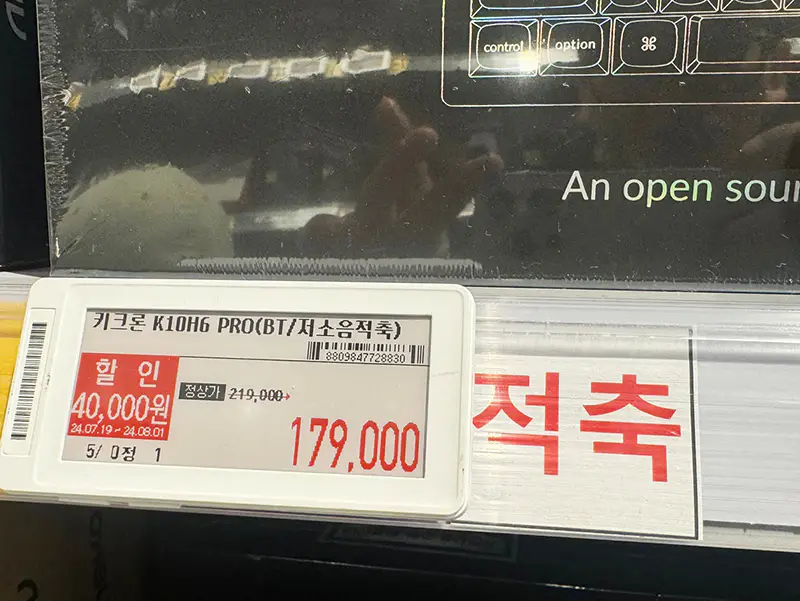 control option ⌘
An open sour
키크론 K10H6 PRO(BT/저소음적축)
8809847728830
할 인
40,000원
24.07.19 ~ 24.08.01
정상가 219,000→
179,000
5/ 0정 1
적축